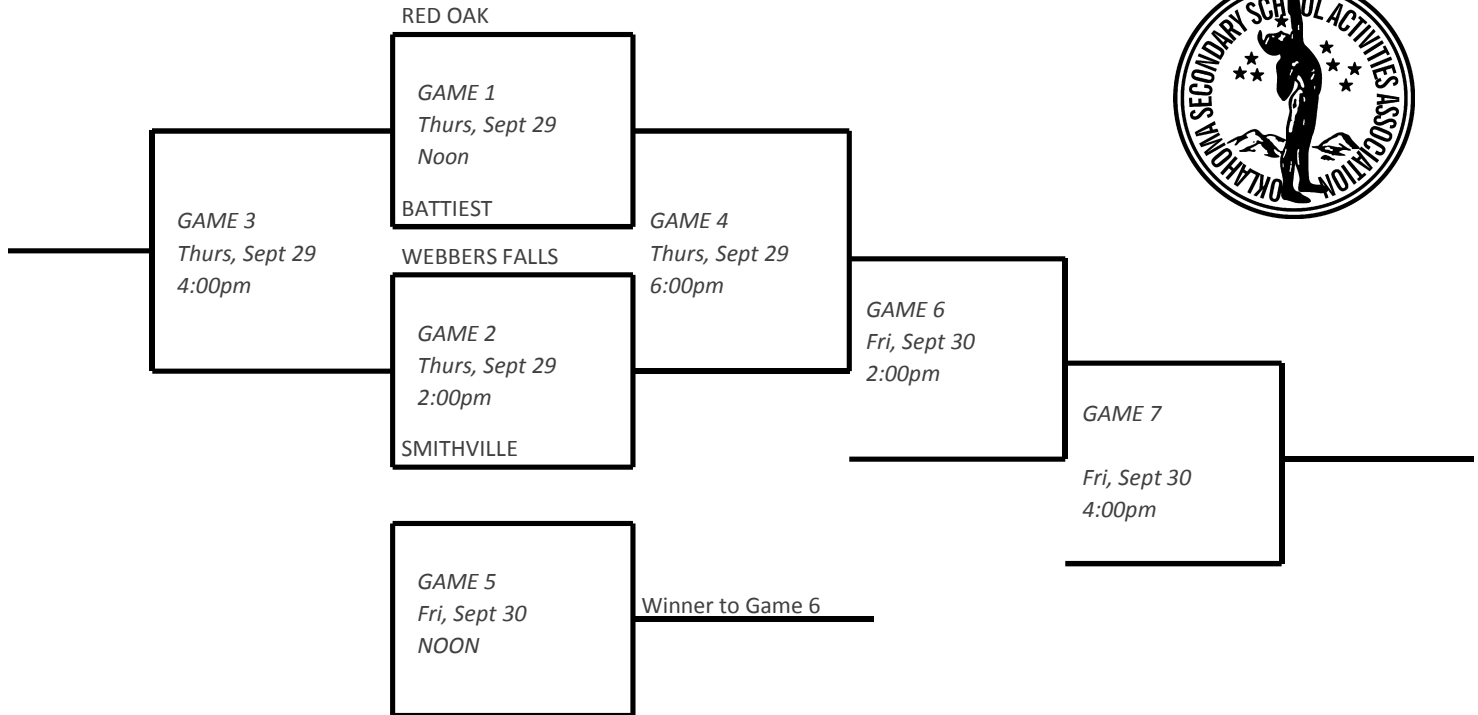 RED OAK
GAME 1
Thurs, Sept 29
Noon
BATTIEST
GAME 3
Thurs, Sept 29
4:00pm
GAME 4
Thurs, Sept 29
6:00pm
WEBBERS FALLS
GAME 2
Thurs, Sept 29
2:00pm
SMITHVILLE
GAME 6
Fri, Sept 30
2:00pm
GAME 7
Fri, Sept 30
4:00pm
GAME 5
Fri, Sept 30
NOON
Winner to Game 6
OKLAHOMA SECONDARY SCHOOL ACTIVITIES ASSOCIATION